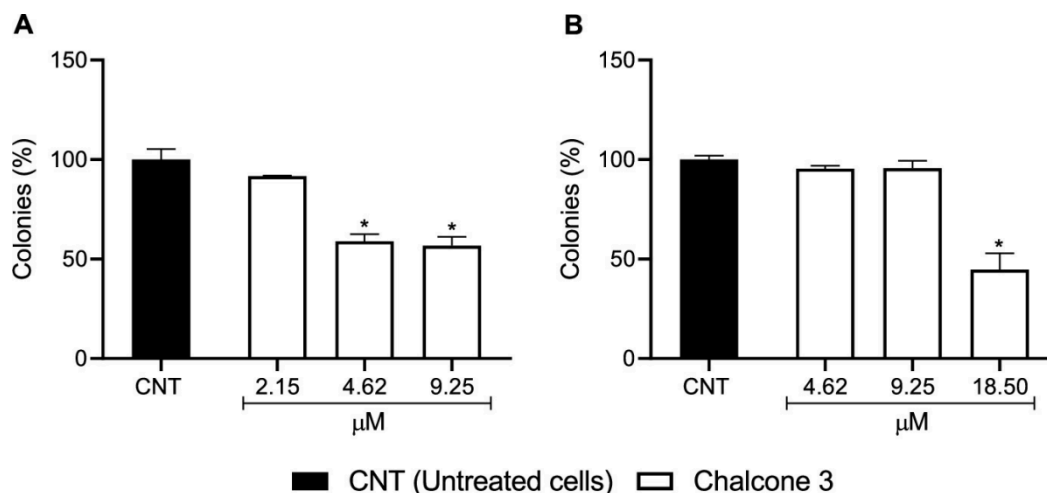 A
150
100
50
0
Colonies (%)
*
*
CNT
2.15
4.62
9.25
μM
B
150
100
50
0
Colonies (%)
*
CNT
4.62
9.25
18.50
μM
CNT (Untreated cells)
Chalcone 3